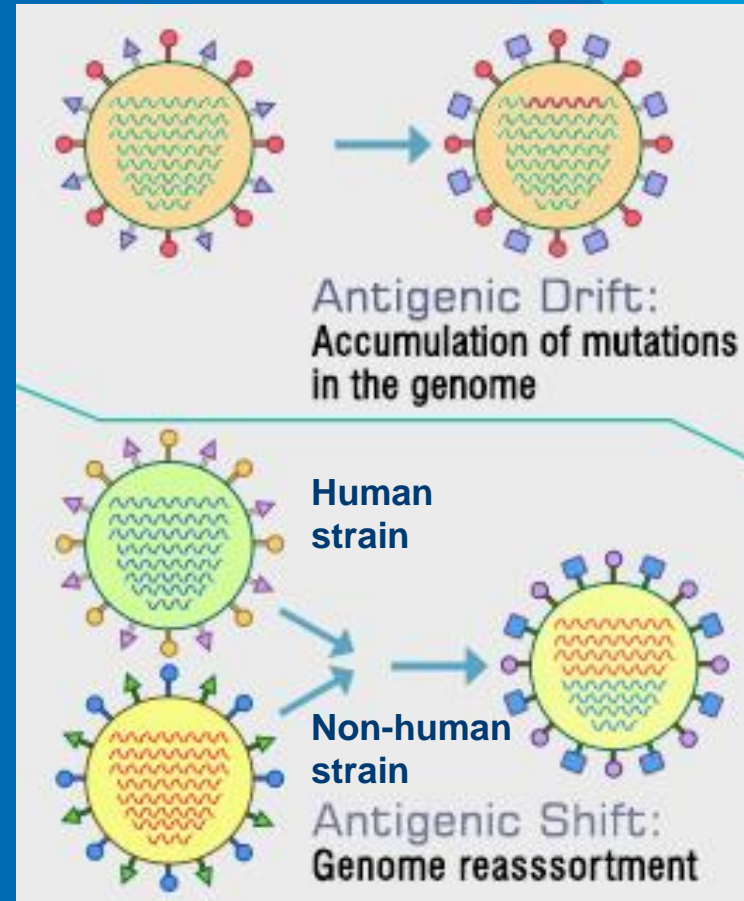 Antigenic Drift:
Accumulation of mutations
in the genome
Human
strain
Non-human
strain
Antigenic Shift:
Genome reasssortment